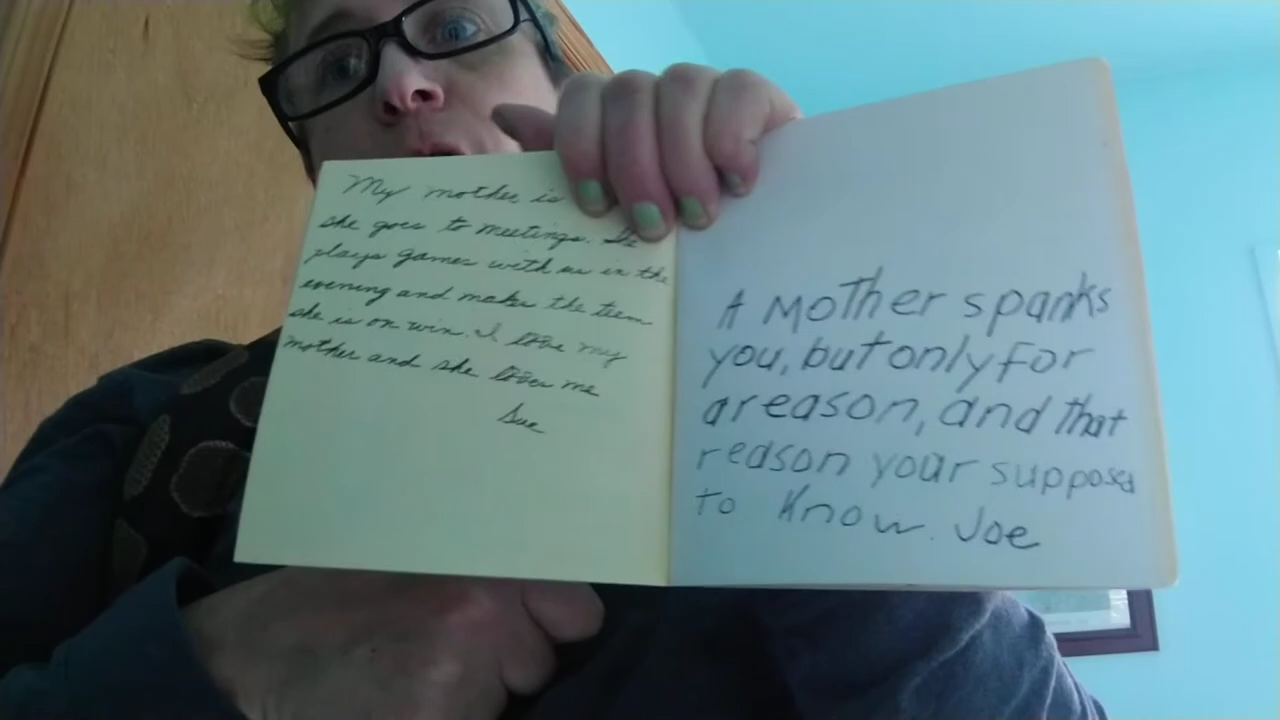 My mother is
she goes to meetings. She
plays games with us in the
evening and makes the team
she is on win. I love my
mother and she loves me
Sue
A Mother spanks
you, but only for
a reason, and that
reason your supposed
to know. Joe